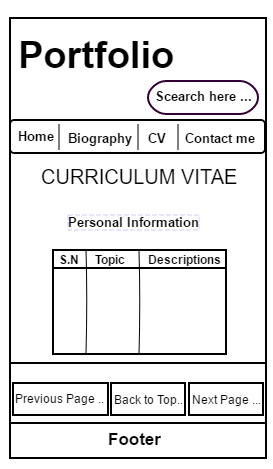 Portfolio
Scearch here ...
Home Biography CV Contact me
CURRICULUM VITAE
Personal Information
S.N Topic Descriptions
Previous Page .. Back to Top.. Next Page ...
Footer